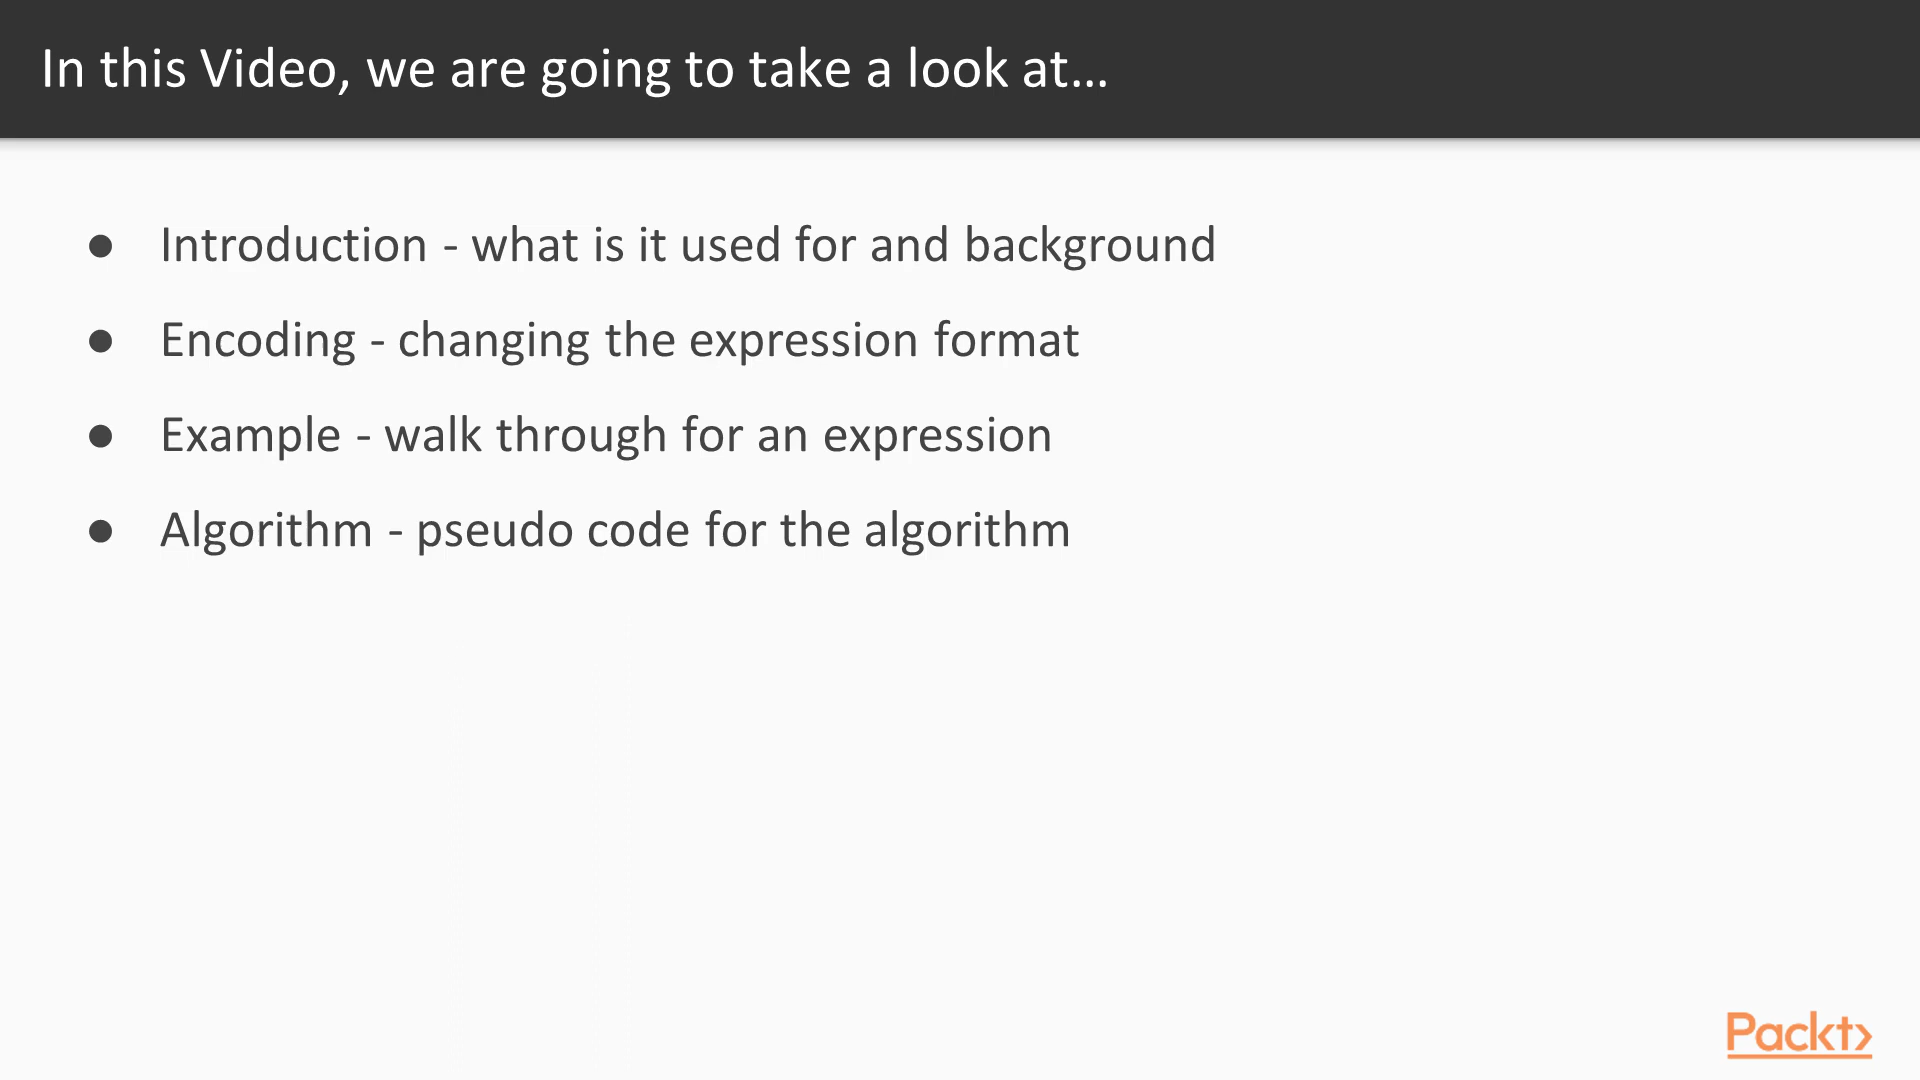 In this Video, we are going to take a look at...
● Introduction - what is it used for and background
● Encoding - changing the expression format
● Example - walk through for an expression
● Algorithm - pseudo code for the algorithm
Packt>